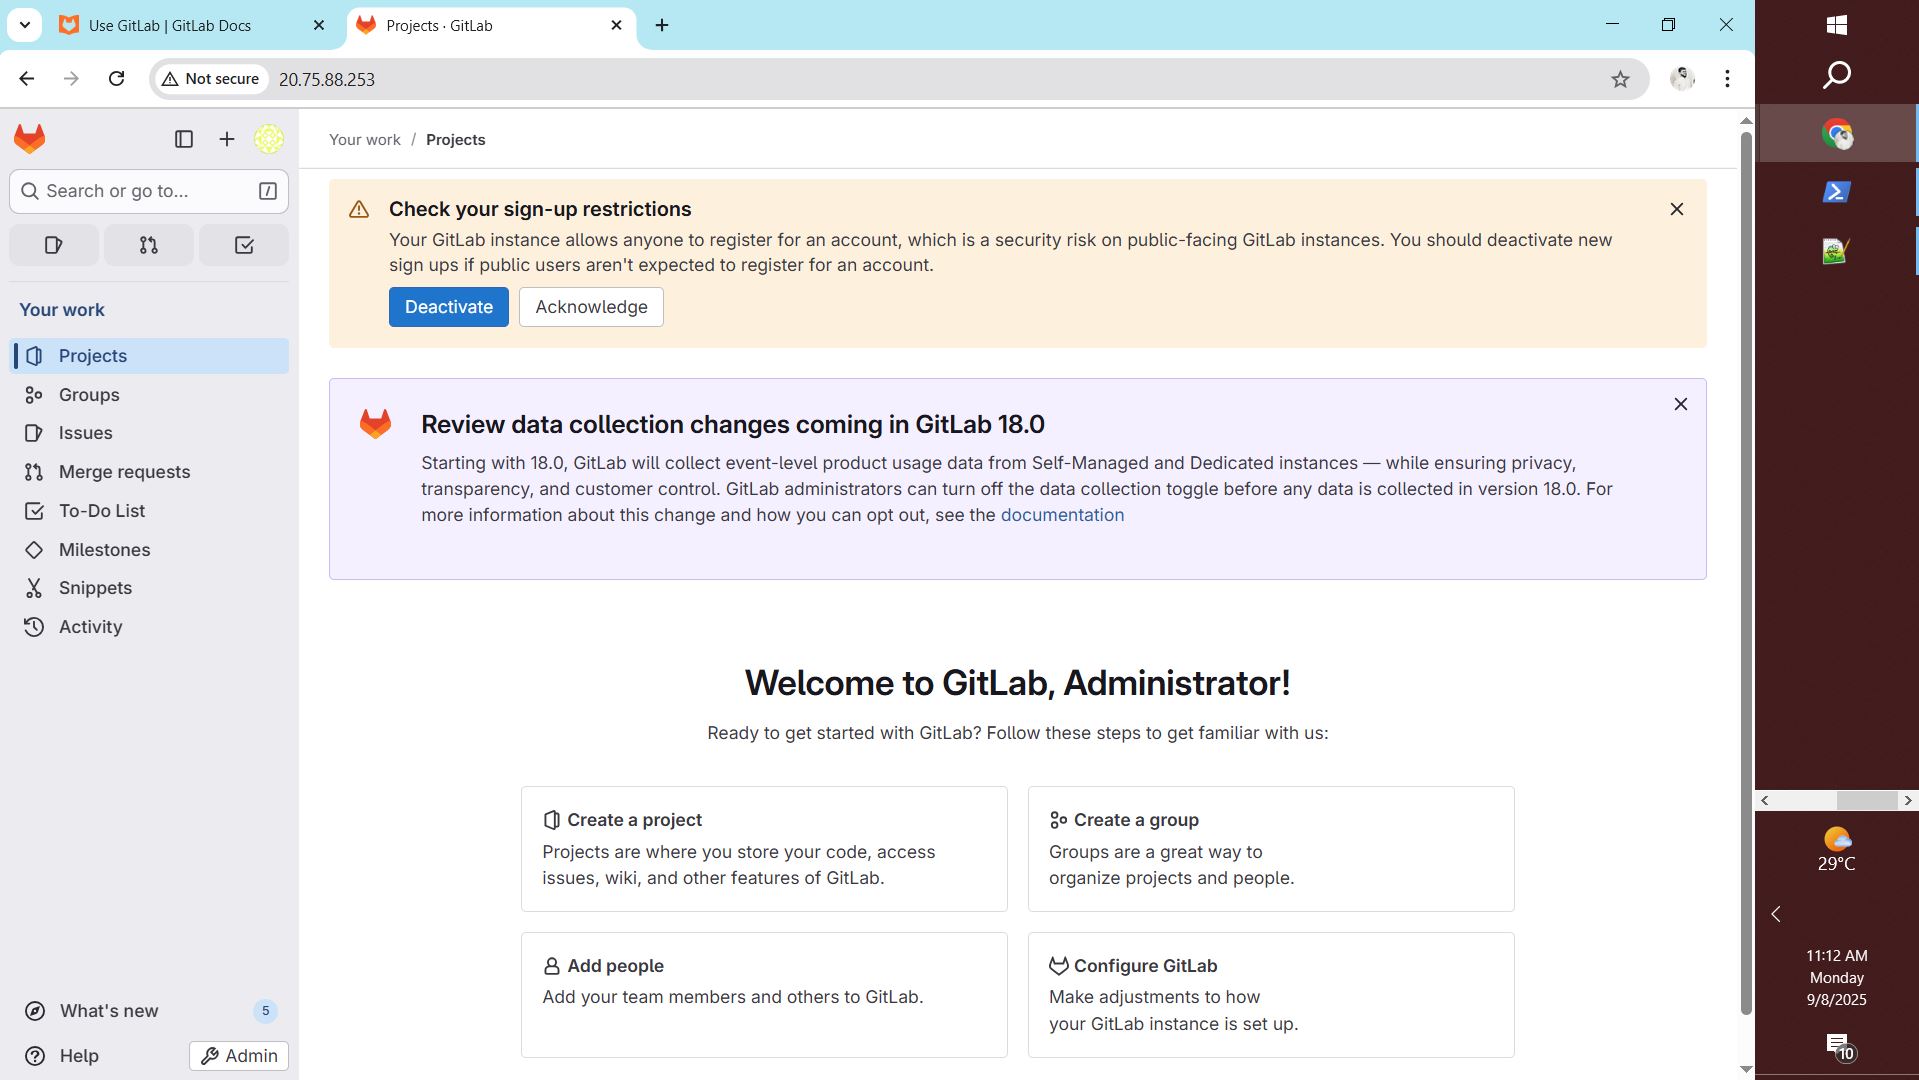 Use GitLab | GitLab Docs
Projects · GitLab
Not secure
20.75.88.253
Search or go to...
/
Your work
Projects
Groups
Issues
Merge requests
To-Do List
Milestones
Snippets
Activity
What's new
5
Help
Admin
Your work / Projects
Check your sign-up restrictions
Your GitLab instance allows anyone to register for an account, which is a security risk on public-facing GitLab instances. You should deactivate new
sign ups if public users aren't expected to register for an account.
Deactivate
Acknowledge
Review data collection changes coming in GitLab 18.0
Starting with 18.0, GitLab will collect event-level product usage data from Self-Managed and Dedicated instances — while ensuring privacy,
transparency, and customer control. GitLab administrators can turn off the data collection toggle before any data is collected in version 18.0. For
more information about this change and how you can opt out, see the documentation
Welcome to GitLab, Administrator!
Ready to get started with GitLab? Follow these steps to get familiar with us:
Create a project
Projects are where you store your code, access
issues, wiki, and other features of GitLab.
Create a group
Groups are a great way to
organize projects and people.
Add people
Add your team members and others to GitLab.
Configure GitLab
Make adjustments to how
your GitLab instance is set up.
29°C
11:12 AM
Monday
9/8/2025
10